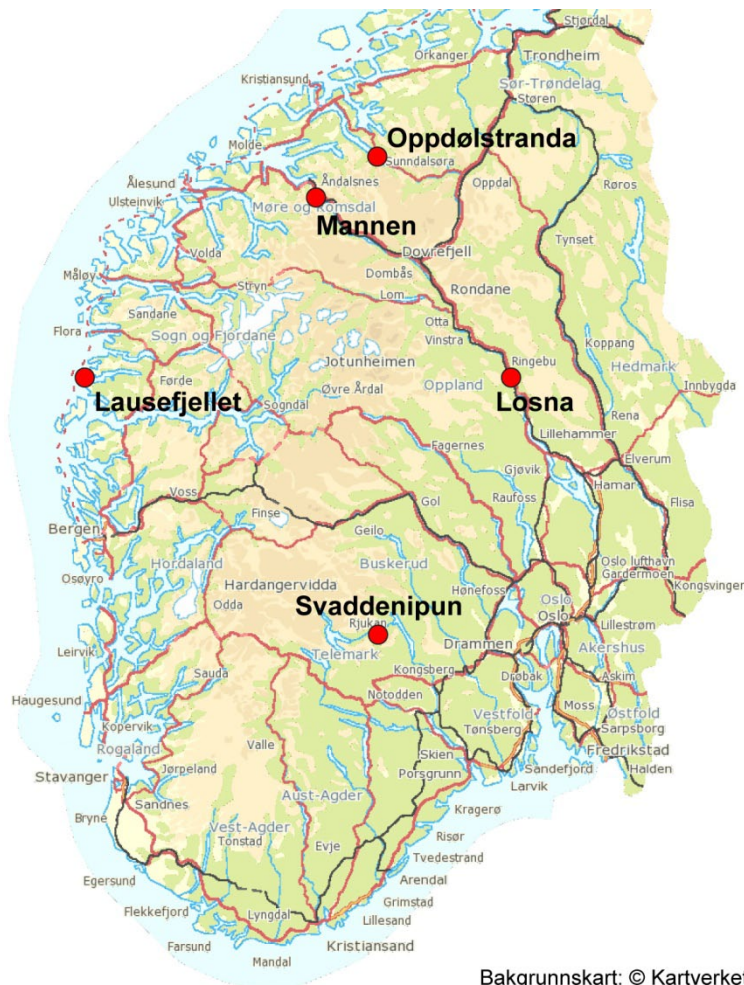 Stjørdal
Orkanger
Trondheim
Kristiansund
Sør-Trøndelag
Støren
Oppdølstranda
Molde
Sunndalsøra
Ålesund
Åndalsnes
Oppdal
Røros
Ulsteinvik
Møre og Romsdal
Mannen
Tynset
Volda
Dovrefjell
Måløy
Dombås
Rondane
Stryn
Lom
Sandane
Otta
Flora
Sogn og Fjordane
Vinstra
Koppang
Jotunheimen
Ringebu
Hedmark
Førde
Øvre Årdal
Oppland
Innbygda
Lausefjellet
Sogndal
Losna
Rena
Lillehammer
Fagernes
Elverum
Gjøvik
Hamar
Voss
Gol
Raufoss
Flisa
Finse
Bergen
Geilo
Oslo lufthavn
Hordaland
Buskerud
Gardermoen
Osøyro
Hardangervidda
Hønefoss
Kongsvinger
Odda
Svaddenipun
Oslo
Oslo
Rjukan
Lillestrøm
Leirvik
Telemark
Drammen
Akershus
Kongsberg
Sauda
Drøbak
Askim
Haugesund
Notodden
Moss
Østfold
Kopervik
Vestfold
Sarpsborg
Rogaland
Valle
Tønsberg
Fredrikstad
Skien
Stavanger
Jørpeland
Porsgrunn
Sandefjord
Halden
Larvik
Sandnes
Aust-Agder
Bryne
Kragerø
Vest-Agder
Tonstad
Evje
Risør
Tvedestrand
Egersund
Arendal
Grimstad
Flekkefjord
Lyngdal
Lillesand
Farsund
Kristiansand
Mandal
Bakgrunnskart: © Kartverket